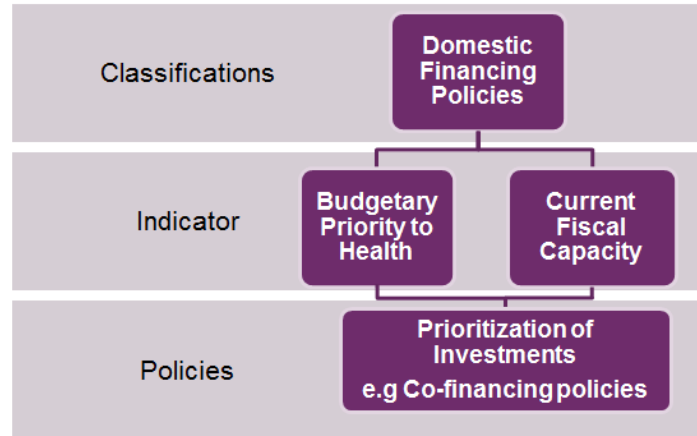 Classifications
Domestic
Financing
Policies
Indicator
Budgetary
Priority to
Health
Current
Fiscal
Capacity
Policies
Prioritization of
Investments
e.g Co-financing policies